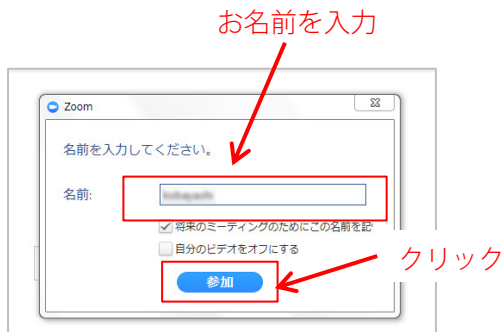 お名前を入力
Zoom
名前を入力してください。
名前:
将来のミーティングのためにこの名前を記
自分のビデオをオフにする
クリック
参加